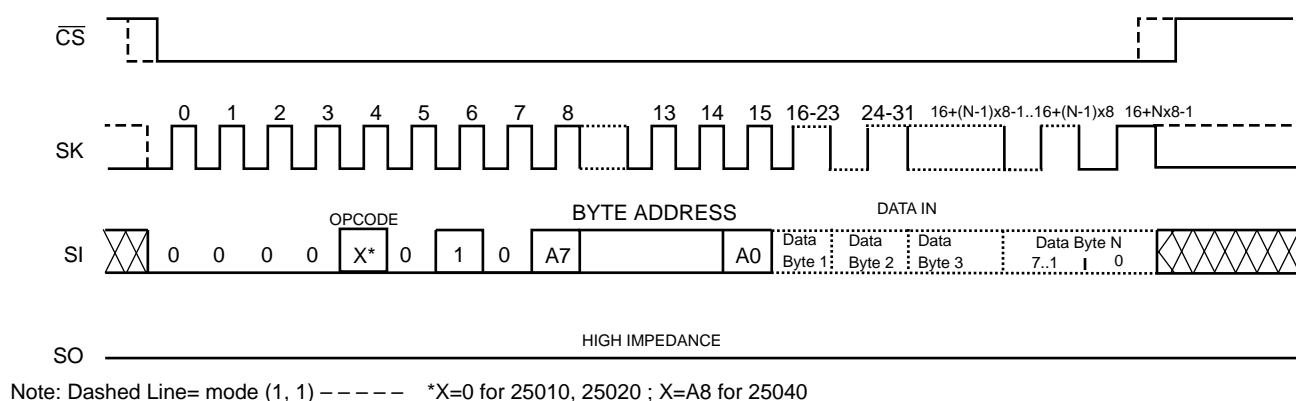 CS
0 1 2 3 4 5 6 7 8 13 14 15 16-23 24-31 16+(N-1)x8-1..16+(N-1)x8 16+Nx8-1
SK
OPCODE BYTE ADDRESS DATA IN
SI 0 0 0 0 X* 0 1 0 A7 A0 Data Byte 1 Data Byte 2 Data Byte 3 Data Byte N 7..1 0
HIGH IMPEDANCE
SO
Note: Dashed Line= mode (1, 1) – – – – – *X=0 for 25010, 25020 ; X=A8 for 25040